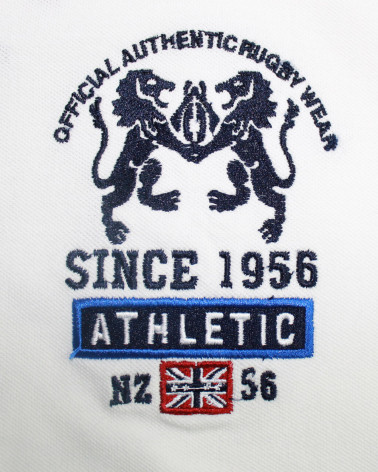 OFFICIAL AUTHENTIC RUGBY WEAR
SINCE 1956
ATHLETIC
NZ 56